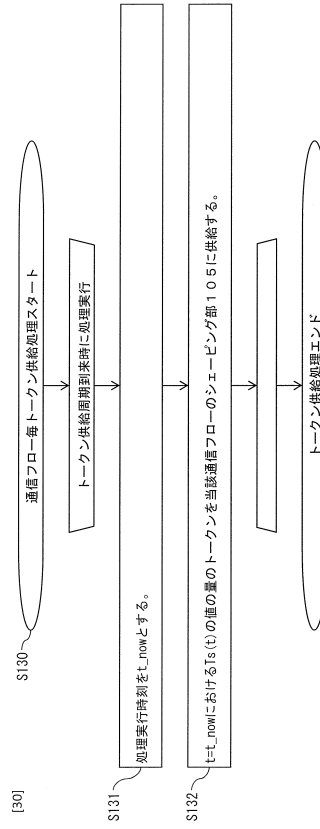 [30]
S130
通信フロー毎トークン供給処理スタート
トークン供給周期到来時に処理実行
S131
処理実行時刻をt_nowとする。
S132
t=t_nowにおけるTs(t)の値の量のトークンを当該通信フローのシェーピング部105に供給する。
トークン供給処理エンド